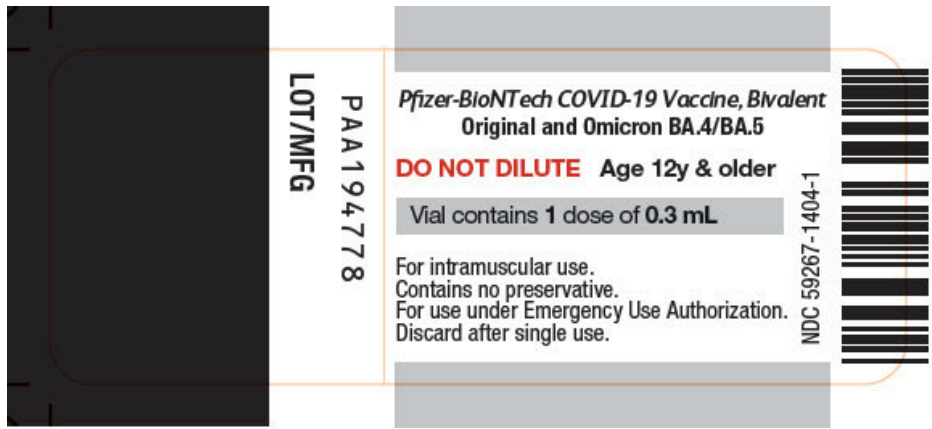 LOT/MFG
PAA194778
Pfizer-BioNTech COVID-19 Vaccine, Bivalent
Original and Omicron BA.4/BA.5
DO NOT DILUTE Age 12y & older
Vial contains 1 dose of 0.3 mL
For intramuscular use.
Contains no preservative.
For use under Emergency Use Authorization.
Discard after single use.
NDC 59267-1404-1